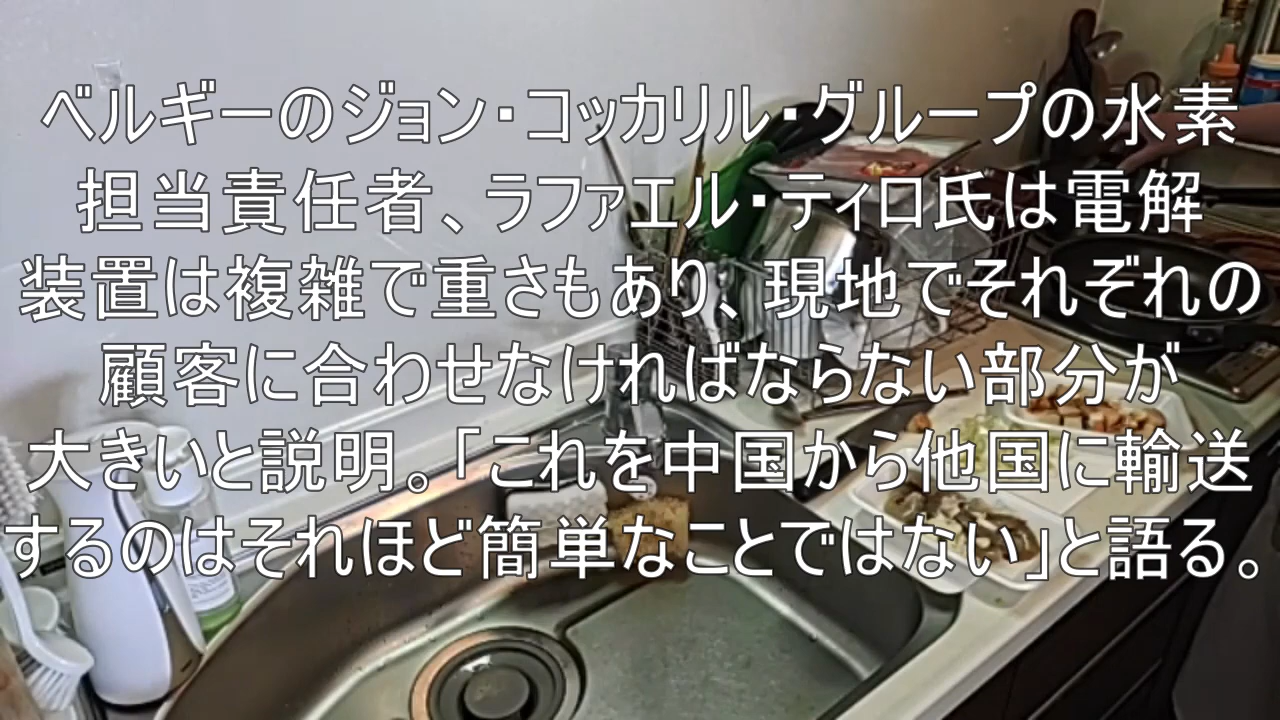 ベルギーのジョン・コッカリル・グループの水素
担当責任者、ラファエル・ティロ氏は電解
装置は複雑で重さもあり、現地でそれぞれの
顧客に合わせなければならない部分が
大きいと説明。「これを中国から他国に輸送
するのはそれほど簡単なことではない」と語る。